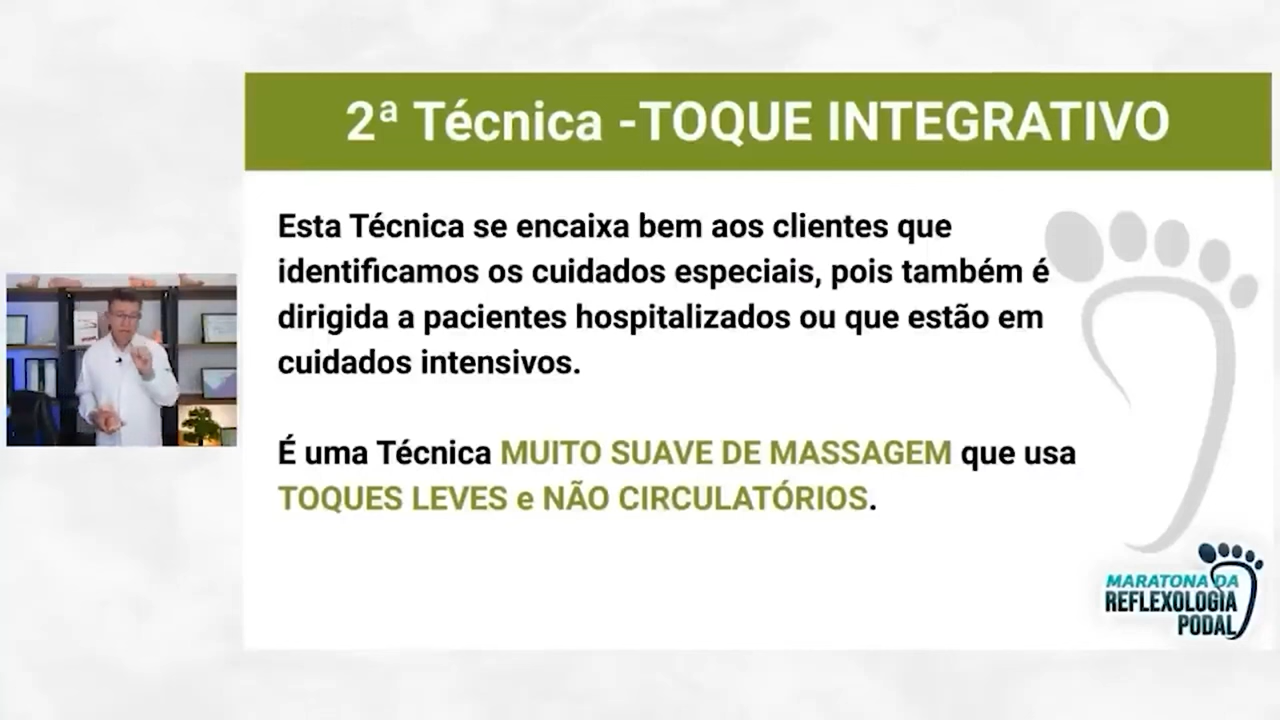 2ª Técnica -TOQUE INTEGRATIVO
Esta Técnica se encaixa bem aos clientes que
identificamos os cuidados especiais, pois também é
dirigida a pacientes hospitalizados ou que estão em
cuidados intensivos.
É uma Técnica MUITO SUAVE DE MASSAGEM que usa
TOQUES LEVES e NÃO CIRCULATÓRIOS.
MARATONA DA
REFLEXOLOGIA
PODAL